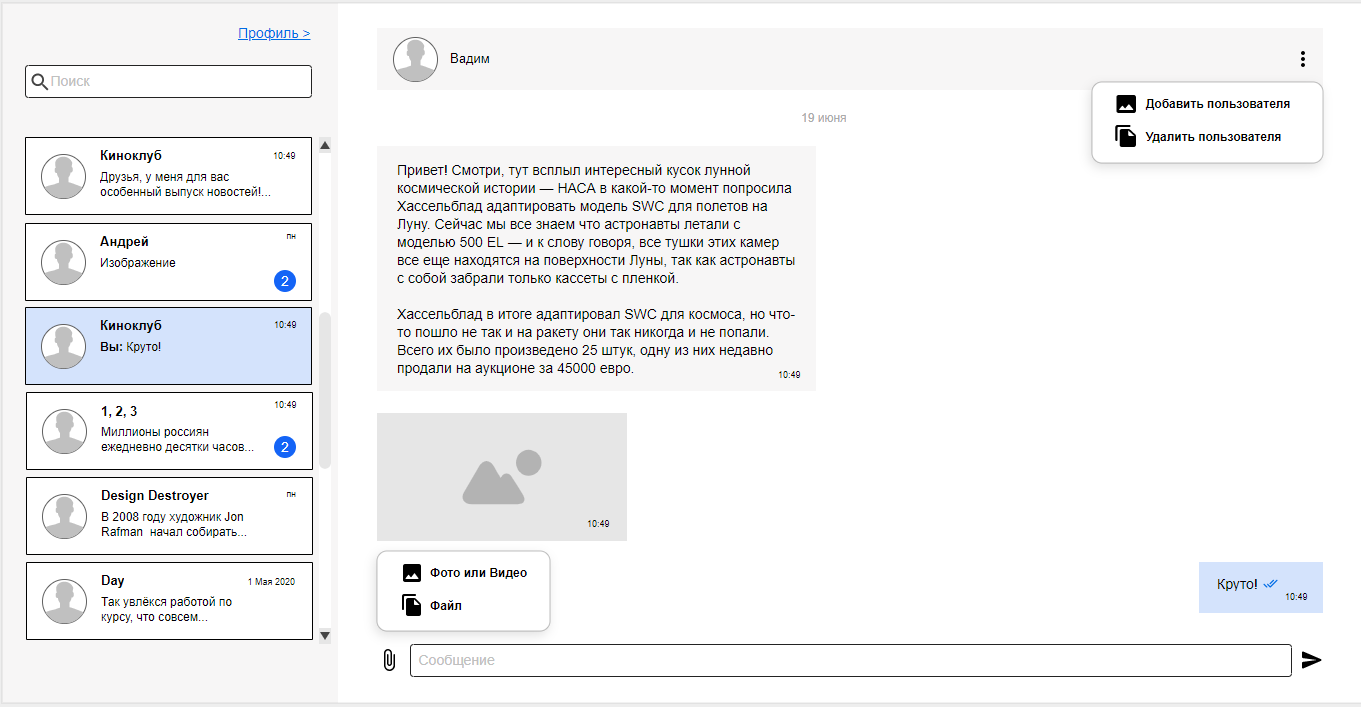 Профиль >
Поиск
Киноклуб
10:49
Друзья, у меня для вас
особенный выпуск новостей!...
Андрей
пн
Изображение
2
Киноклуб
10:49
Вы: Круто!
1, 2, 3
10:49
Миллионы россиян
ежедневно десятки часов...
2
Design Destroyer
пн
В 2008 году художник Jon
Rafman начал собирать...
Day
1 Мая 2020
Так увлёкся работой по
курсу, что совсем...
Вадим
Добавить пользователя
Удалить пользователя
19 июня
Привет! Смотри, тут всплыл интересный кусок лунной
космической истории — НАСА в какой-то момент попросила
Хассельблад адаптировать модель SWC для полетов на
Луну. Сейчас мы все знаем что астронавты летали с
моделью 500 EL — и к слову говоря, все тушки этих камер
все еще находятся на поверхности Луны, так как астронавты
с собой забрали только кассеты с пленкой.
Хассельблад в итоге адаптировал SWC для космоса, но что-
то пошло не так и на ракету они так никогда и не попали.
Всего их было произведено 25 штук, одну из них недавно
продали на аукционе за 45000 евро.
10:49
10:49
Фото или Видео
Файл
Круто!
10:49
Сообщение